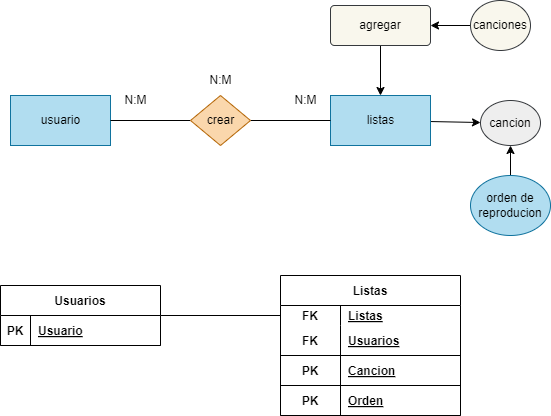 agregar
canciones
N:M
N:M
N:M
usuario
crear
listas
cancion
orden de
reproducion
Usuarios
PK Usuario
Listas
FK Listas
FK Usuarios
PK Cancion
PK Orden